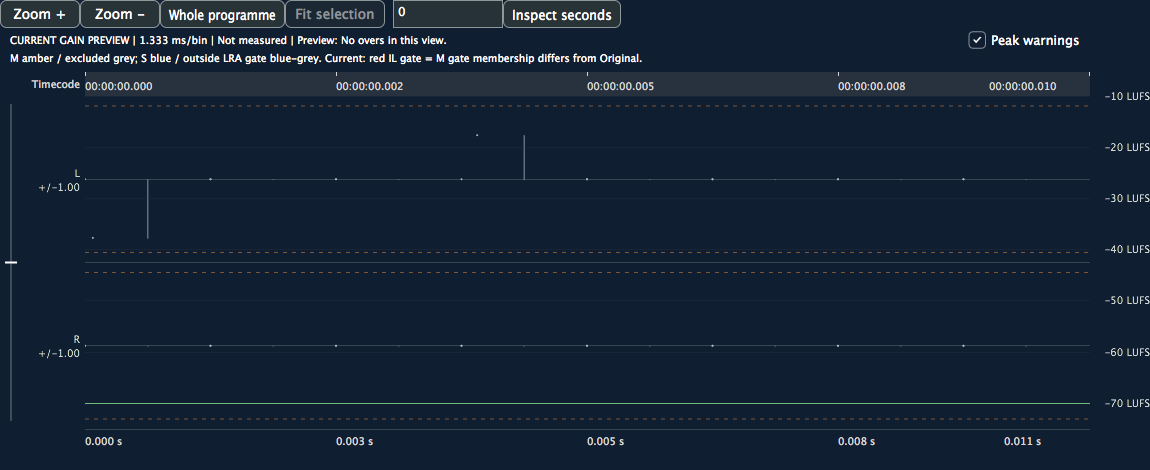 Zoom + Zoom – Whole programme Fit selection 0 Inspect seconds
CURRENT GAIN PREVIEW | 1.333 ms/bin | Not measured | Preview: No overs in this view.
Peak warnings
M amber / excluded grey; S blue / outside LRA gate blue-grey. Current: red IL gate = M gate membership differs from Original.
Timecode 00:00:00.000 00:00:00.002 00:00:00.005 00:00:00.008 00:00:00.010
-10 LUFS
-20 LUFS
L
+/-1.00
-30 LUFS
-40 LUFS
-50 LUFS
R
+/-1.00
-60 LUFS
-70 LUFS
0.000 s 0.003 s 0.005 s 0.008 s 0.011 s